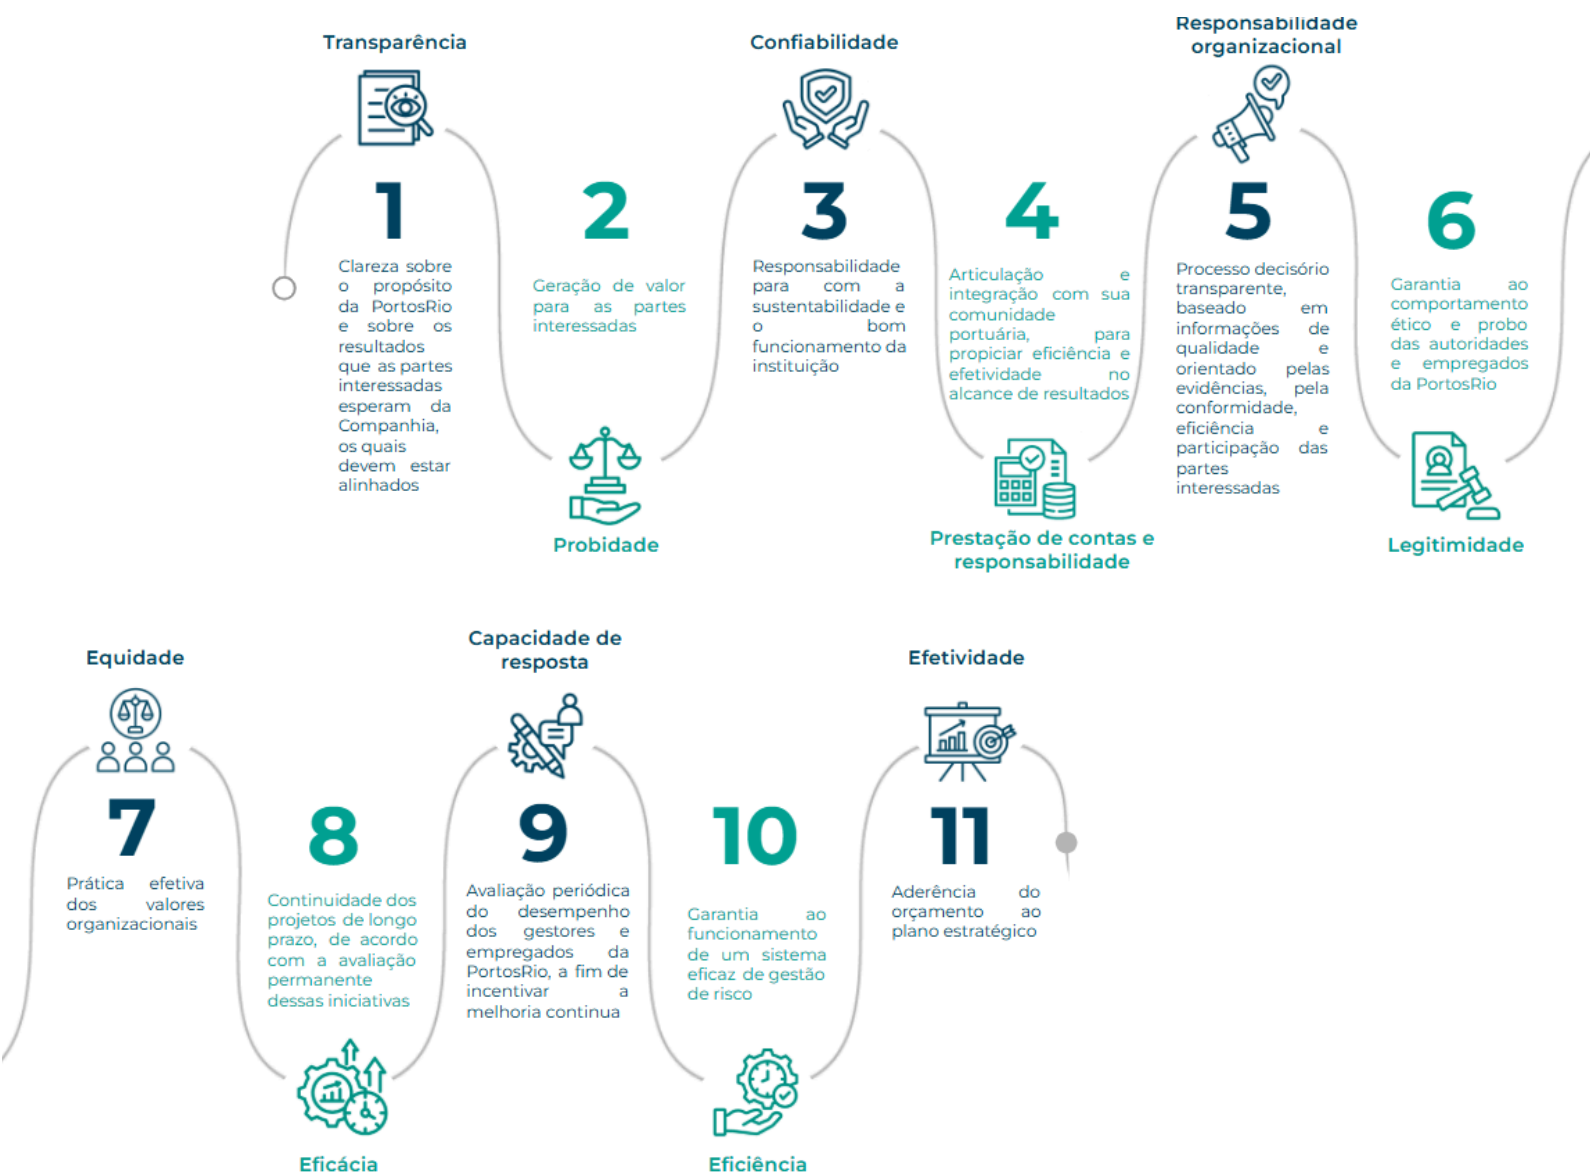 Transparência
1
Clareza sobre
o propósito
da PortosRio
e sobre os
resultados
que as partes
interessadas
esperam da
Companhia,
os quais
devem estar
alinhados
2
Geração de valor
para as partes
interessadas
Probidade
Confiabilidade
3
Responsabilidade
para com a
sustentabilidade e
o bom
funcionamento da
instituição
4
Articulação e
integração com sua
comunidade
portuária, para
propiciar eficiência e
efetividade no
alcance de resultados
Prestação de contas e
responsabilidade
Responsabilidade
organizacional
5
Processo decisório
transparente,
baseado em
informações de
qualidade e
orientado pelas
evidências, pela
conformidade,
eficiência e
participação das
partes
interessadas
6
Garantia ao
comportamento
ético e probo
das autoridades
e empregados
da PortosRio
Legitimidade
Equidade
7
Prática efetiva
dos valores
organizacionais
8
Continuidade dos
projetos de longo
prazo, de acordo
com a avaliação
permanente
dessas iniciativas
Eficácia
Capacidade de
resposta
9
Avaliação periódica
do desempenho
dos gestores e
empregados da
PortosRio, a fim de
incentivar a
melhoria continua
10
Garantia ao
funcionamento
de um sistema
eficaz de gestão
de risco
Eficiência
Efetividade
11
Aderência do
orçamento ao
plano estratégico